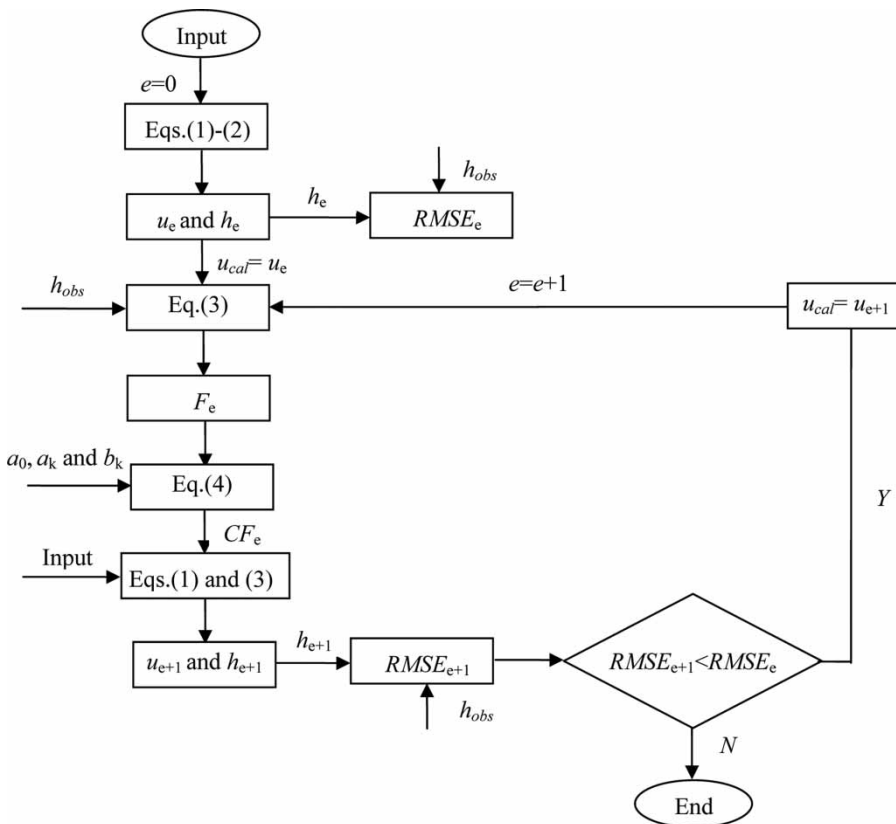 Input
e=0
Eqs.(1)-(2)
h_obs
h_e
u_e and h_e
RMSE_e
u_cal= u_e
h_obs
e=e+1
Eq.(3)
u_cal= u_e+1
F_e
a_0, a_k and b_k
Eq.(4)
Y
CF_e
Input
Eqs.(1) and (3)
h_e+1
u_e+1 and h_e+1
RMSE_e+1
RMSE_e+1<RMSE_e
h_obs
N
End